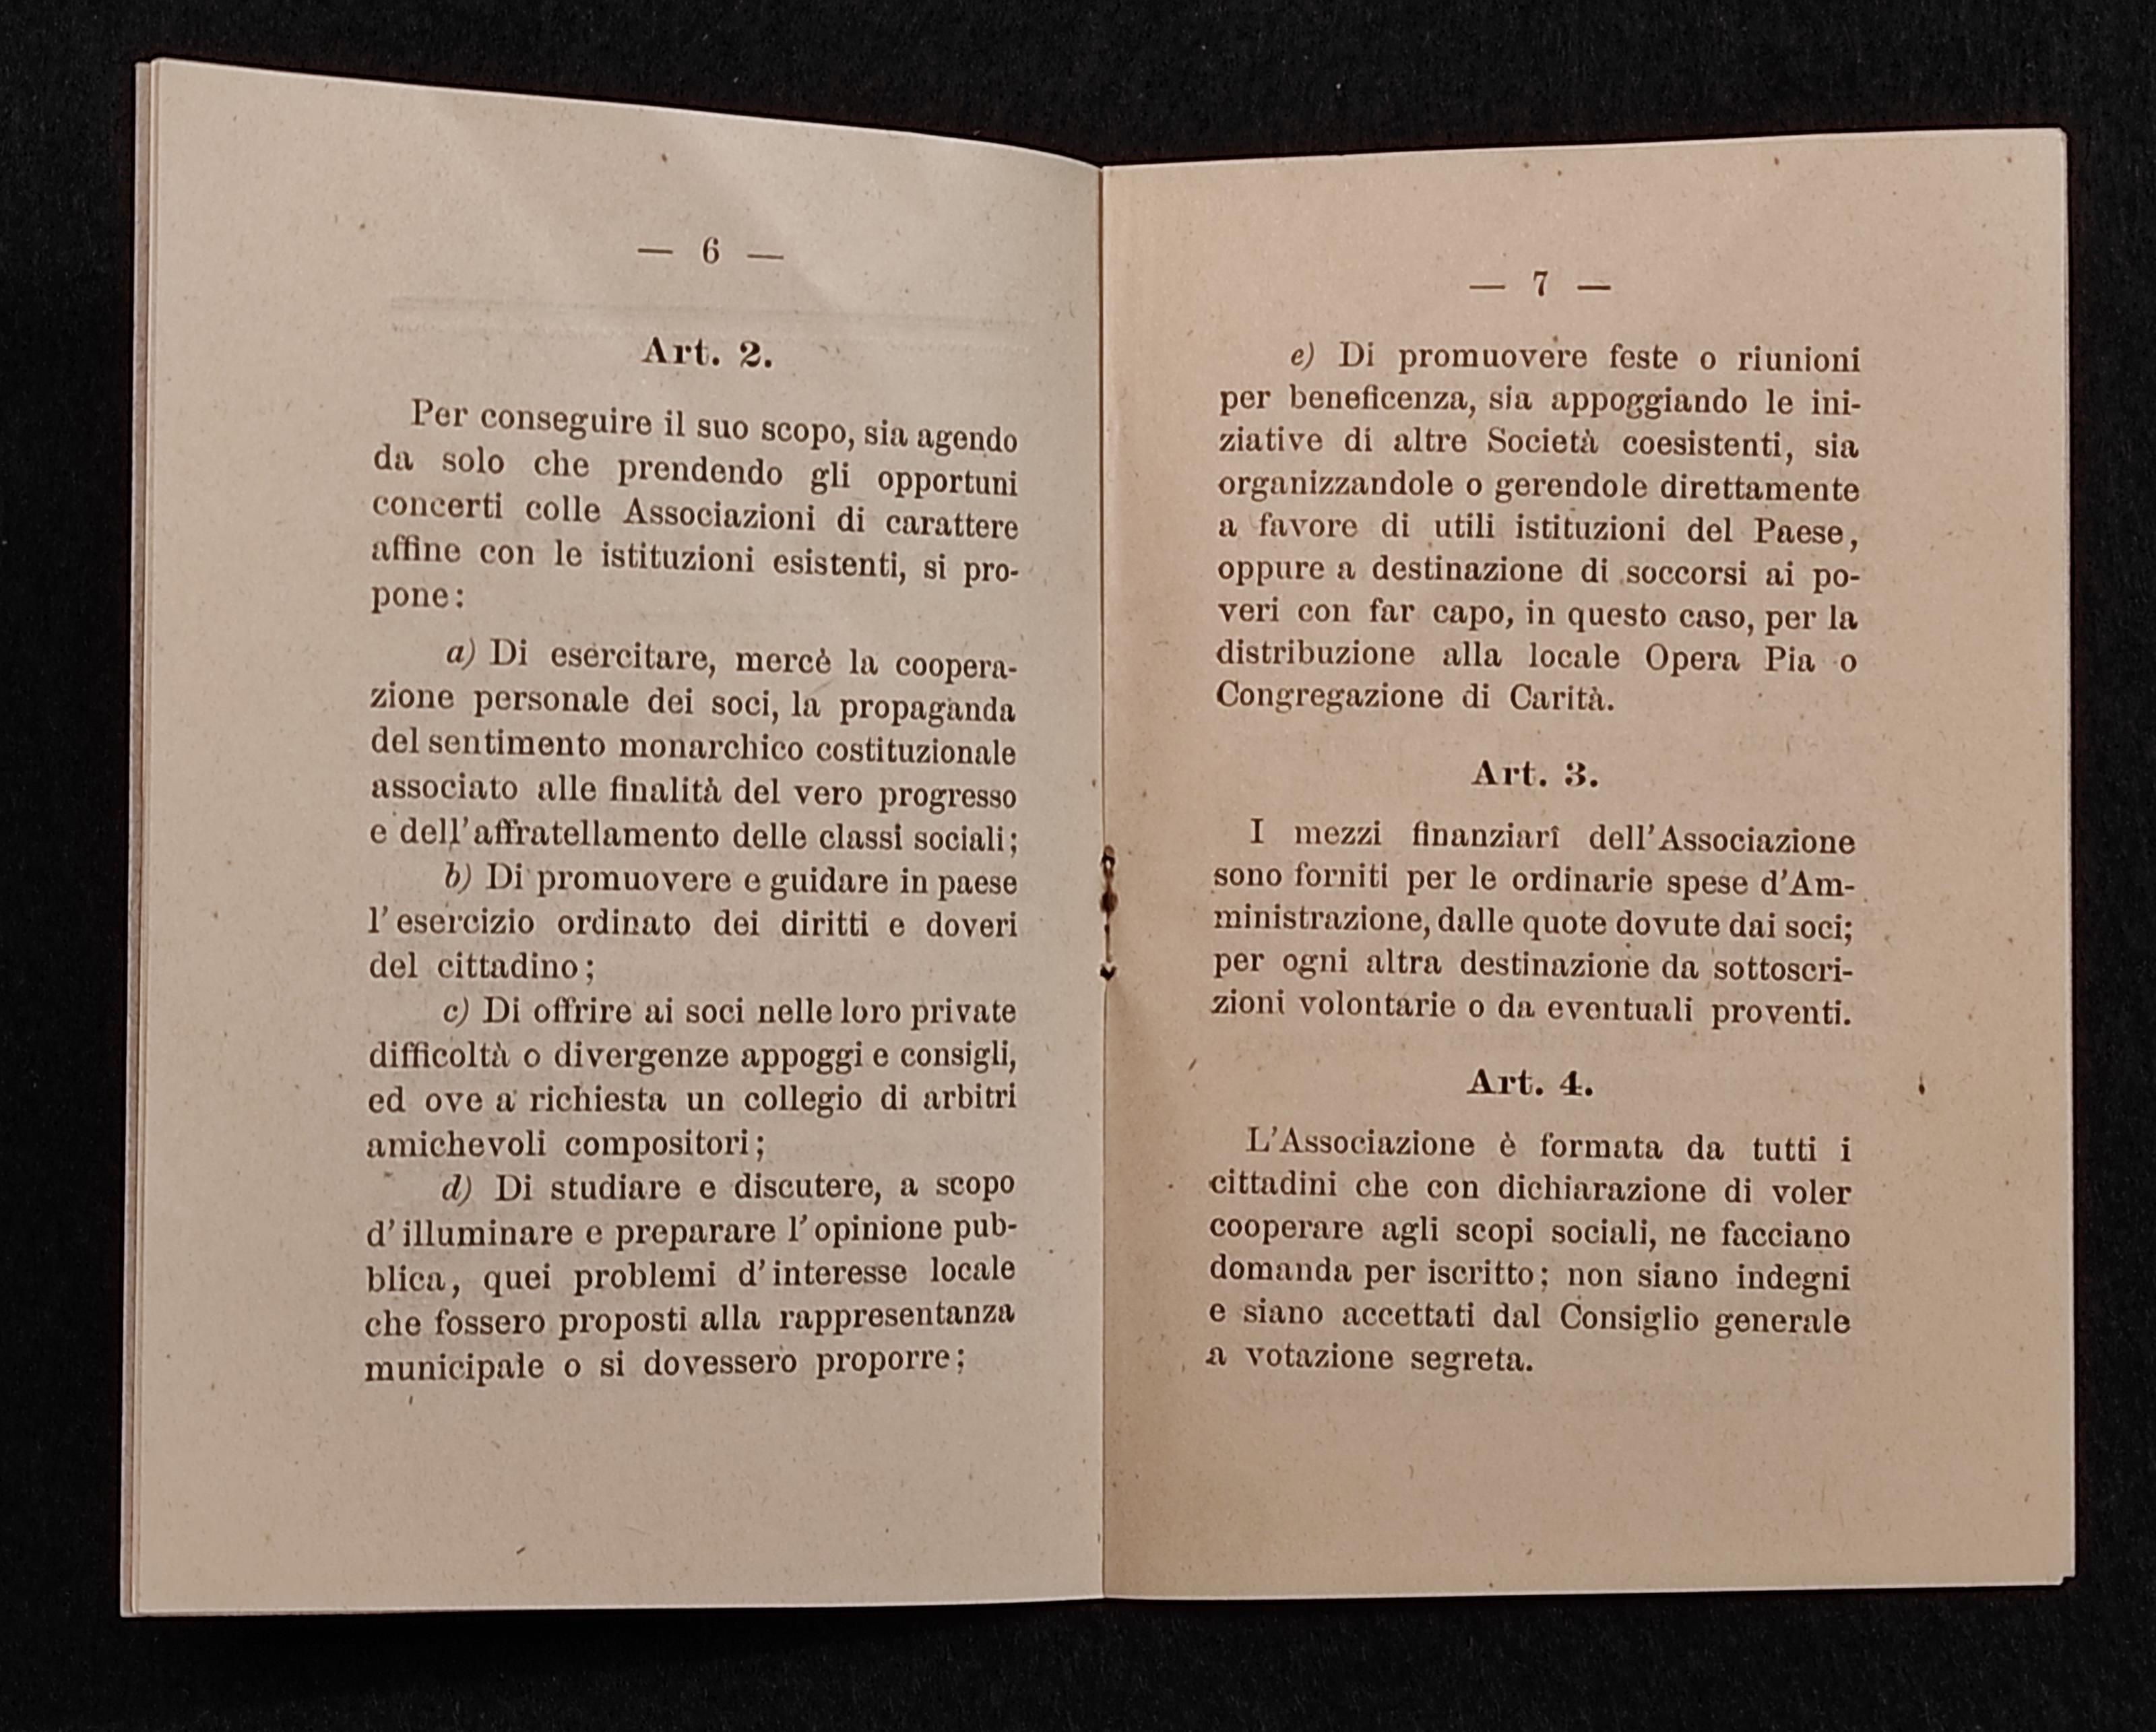 — 6 —
Art. 2.
Per conseguire il suo scopo, sia agendo
da solo che prendendo gli opportuni
concerti colle Associazioni di carattere
affine con le istituzioni esistenti, si pro-
pone:
a) Di esercitare, mercè la coopera-
zione personale dei soci, la propaganda
del sentimento monarchico costituzionale
associato alle finalità del vero progresso
e dell'affratellamento delle classi sociali;
b) Di promuovere e guidare in paese
l'esercizio ordinato dei diritti e doveri
del cittadino;
c) Di offrire ai soci nelle loro private
difficoltà o divergenze appoggi e consigli,
ed ove a richiesta un collegio di arbitri
amichevoli compositori;
d) Di studiare e discutere, a scopo
d'illuminare e preparare l'opinione pub-
blica, quei problemi d'interesse locale
che fossero proposti alla rappresentanza
municipale o si dovessero proporre;
— 7 —
e) Di promuovere feste o riunioni
per beneficenza, sia appoggiando le ini-
ziative di altre Società coesistenti, sia
organizzandole o gerendole direttamente
a favore di utili istituzioni del Paese,
oppure a destinazione di soccorsi ai po-
veri con far capo, in questo caso, per la
distribuzione alla locale Opera Pia o
Congregazione di Carità.
Art. 3.
I mezzi finanziarî dell'Associazione
sono forniti per le ordinarie spese d'Am-
ministrazione, dalle quote dovute dai soci;
per ogni altra destinazione da sottoscri-
zioni volontarie o da eventuali proventi.
Art. 4.
L'Associazione è formata da tutti i
cittadini che con dichiarazione di voler
cooperare agli scopi sociali, ne facciano
domanda per iscritto; non siano indegni
e siano accettati dal Consiglio generale
a votazione segreta.